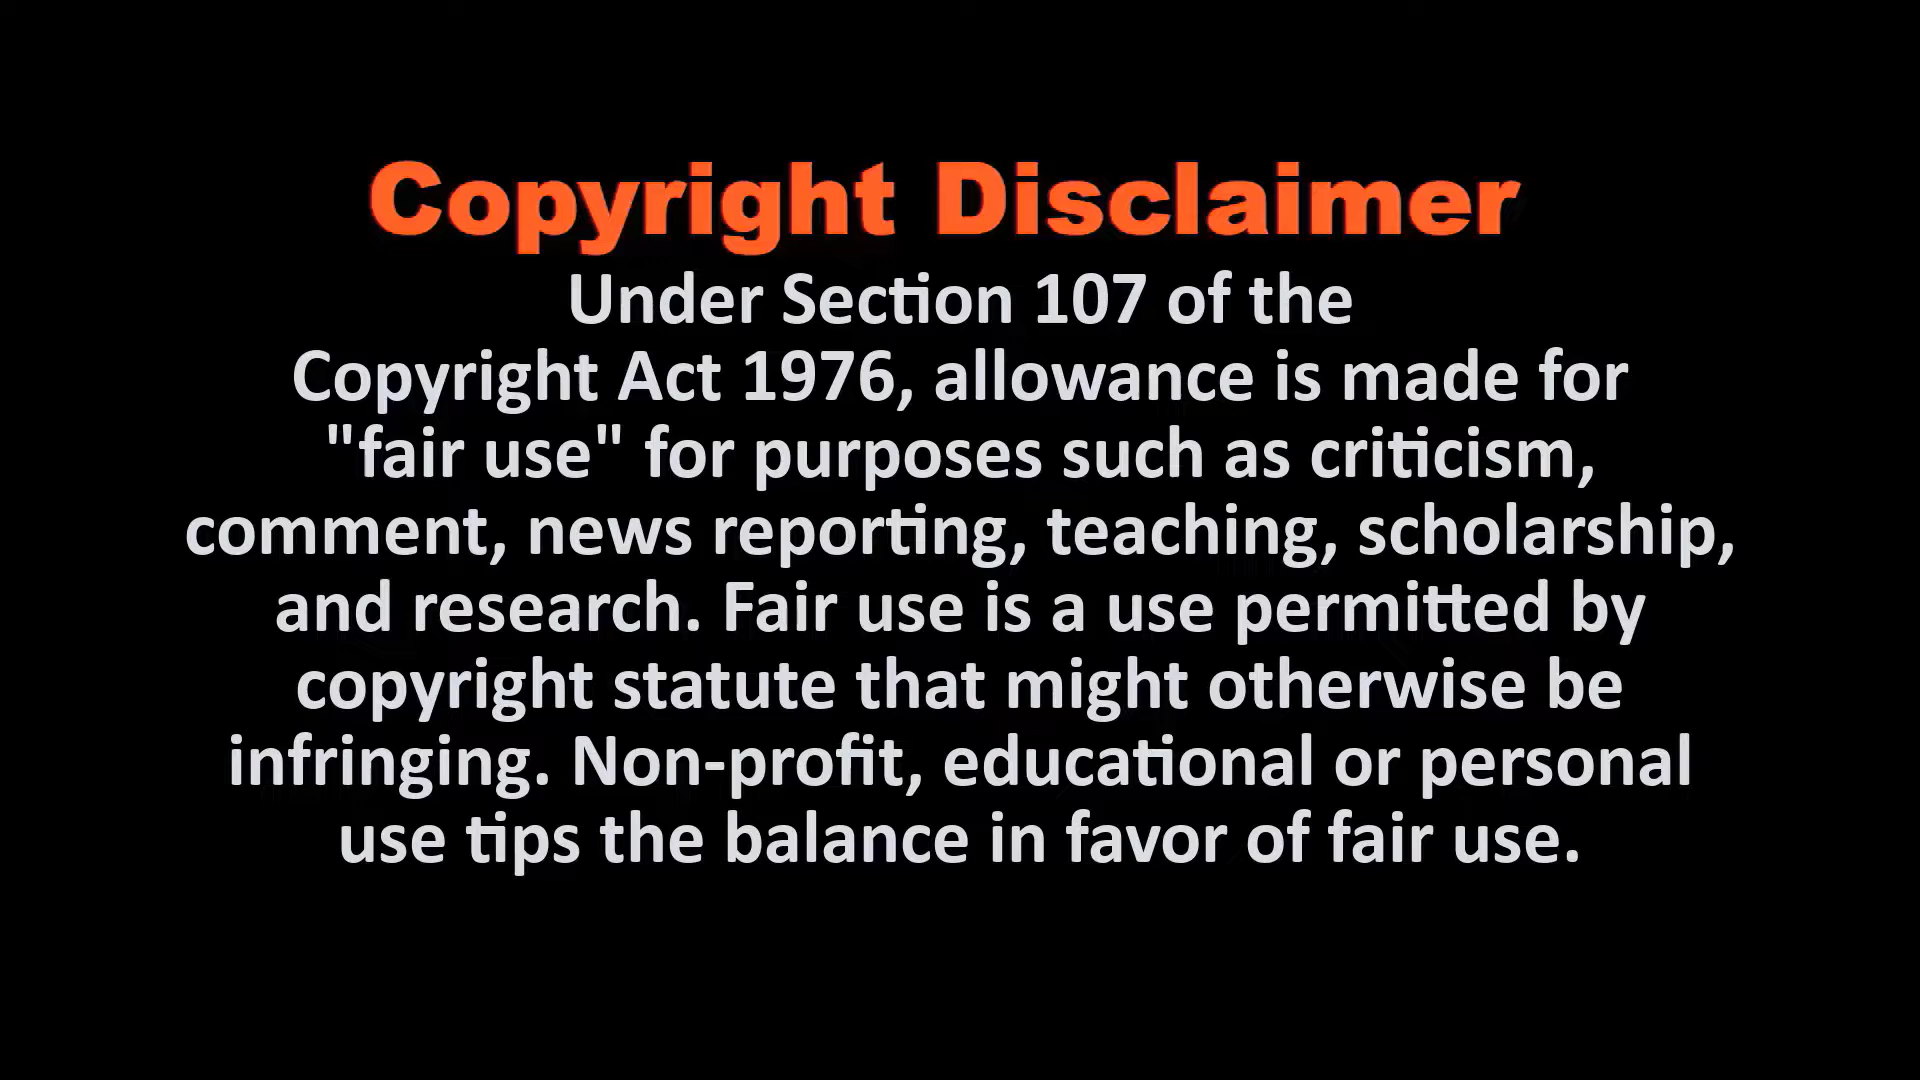 Copyright Disclaimer
Under Section 107 of the
Copyright Act 1976, allowance is made for
"fair use" for purposes such as criticism,
comment, news reporting, teaching, scholarship,
and research. Fair use is a use permitted by
copyright statute that might otherwise be
infringing. Non-profit, educational or personal
use tips the balance in favor of fair use.